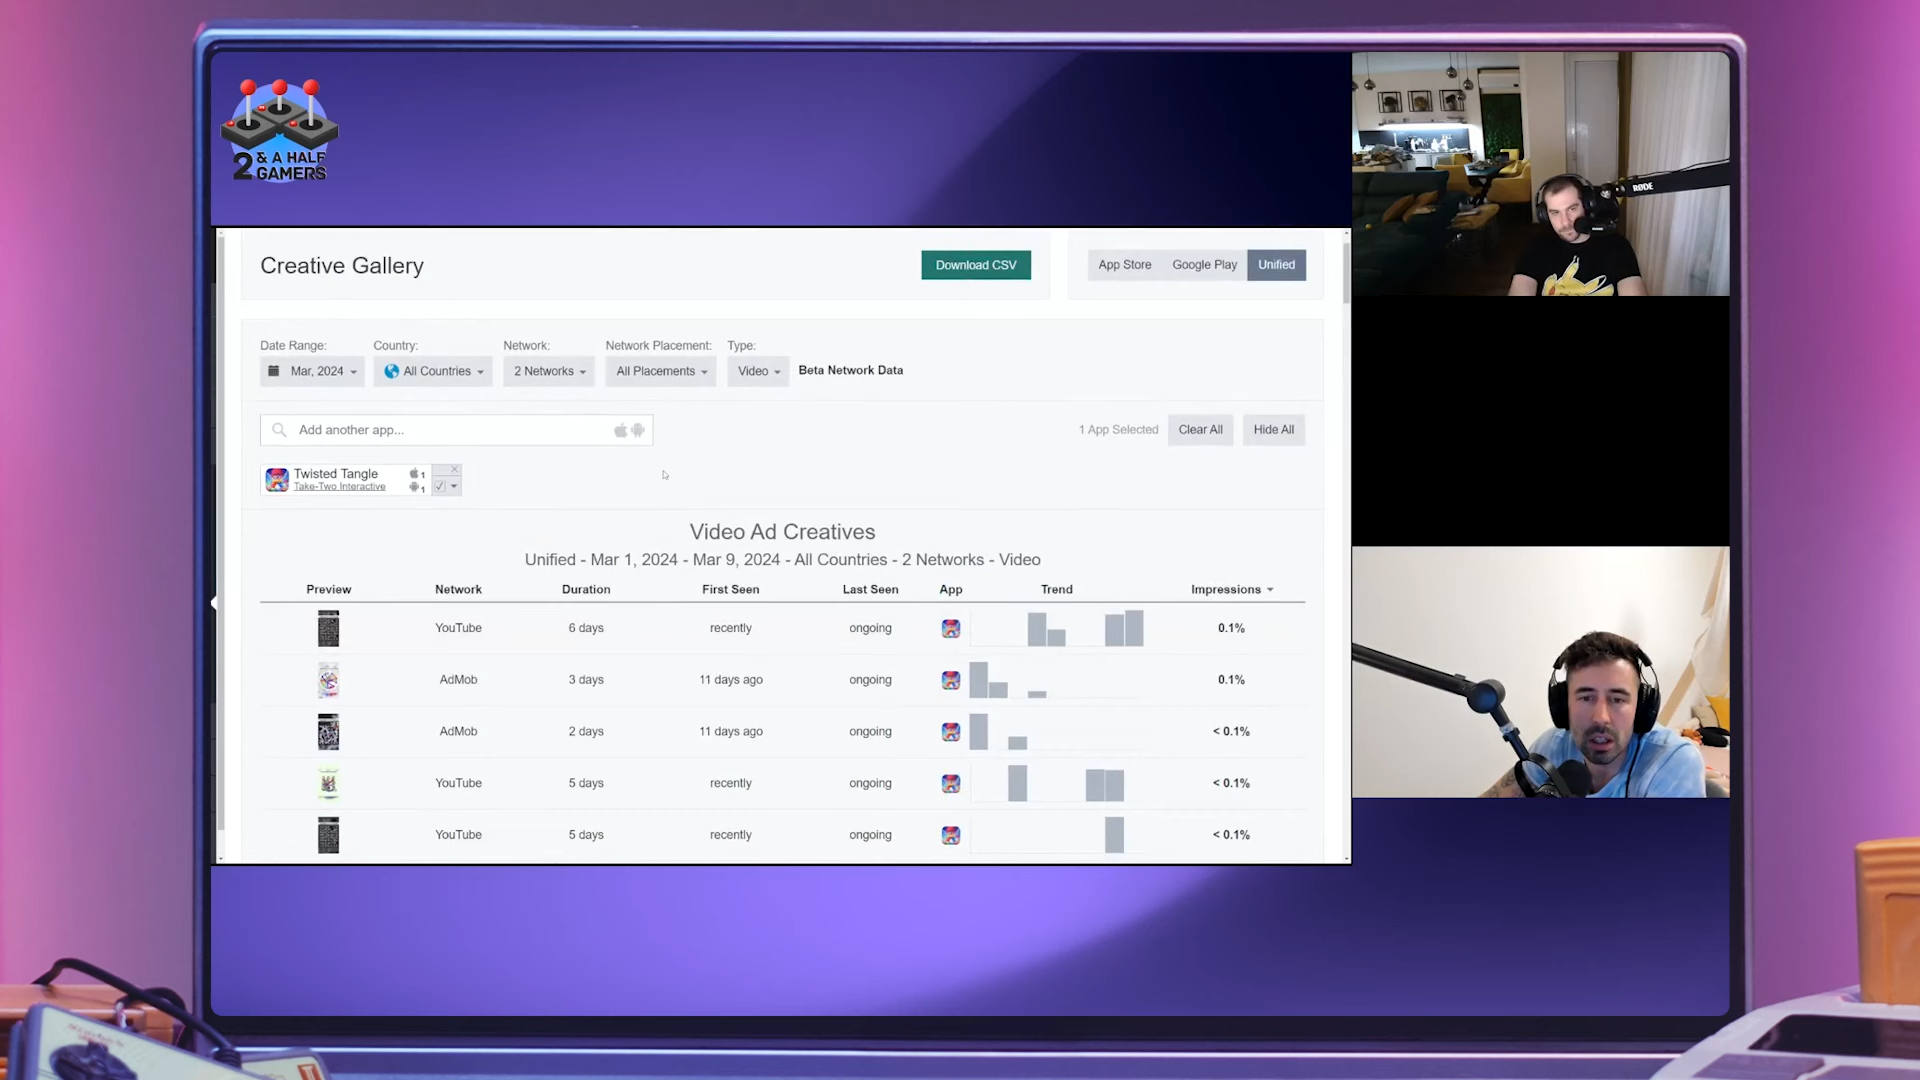 2 & A HALF
GAMERS
RØDE
Creative Gallery
Download CSV
App Store Google Play Unified
Date Range: Country: Network: Network Placement: Type:
Mar, 2024 All Countries 2 Networks All Placements Video Beta Network Data
Add another app...
1 App Selected Clear All Hide All
Twisted Tangle 1
Take-Two Interactive 1
Video Ad Creatives
Unified - Mar 1, 2024 - Mar 9, 2024 - All Countries - 2 Networks - Video
Preview Network Duration First Seen Last Seen App Trend Impressions
YouTube 6 days recently ongoing 0.1%
AdMob 3 days 11 days ago ongoing 0.1%
AdMob 2 days 11 days ago ongoing < 0.1%
YouTube 5 days recently ongoing < 0.1%
YouTube 5 days recently ongoing < 0.1%